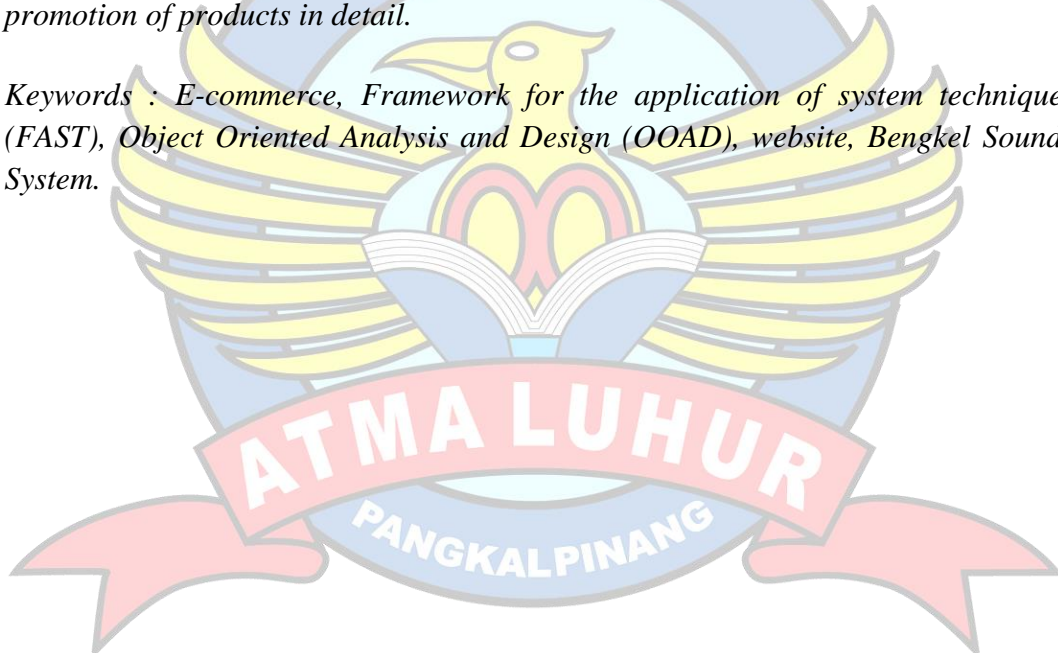 promotion of products in detail.
Keywords : E-commerce, Framework for the application of system technique
(FAST), Object Oriented Analysis and Design (OOAD), website, Bengkel Sound
System.
ATMA LUHUR
PANGKALPINANG